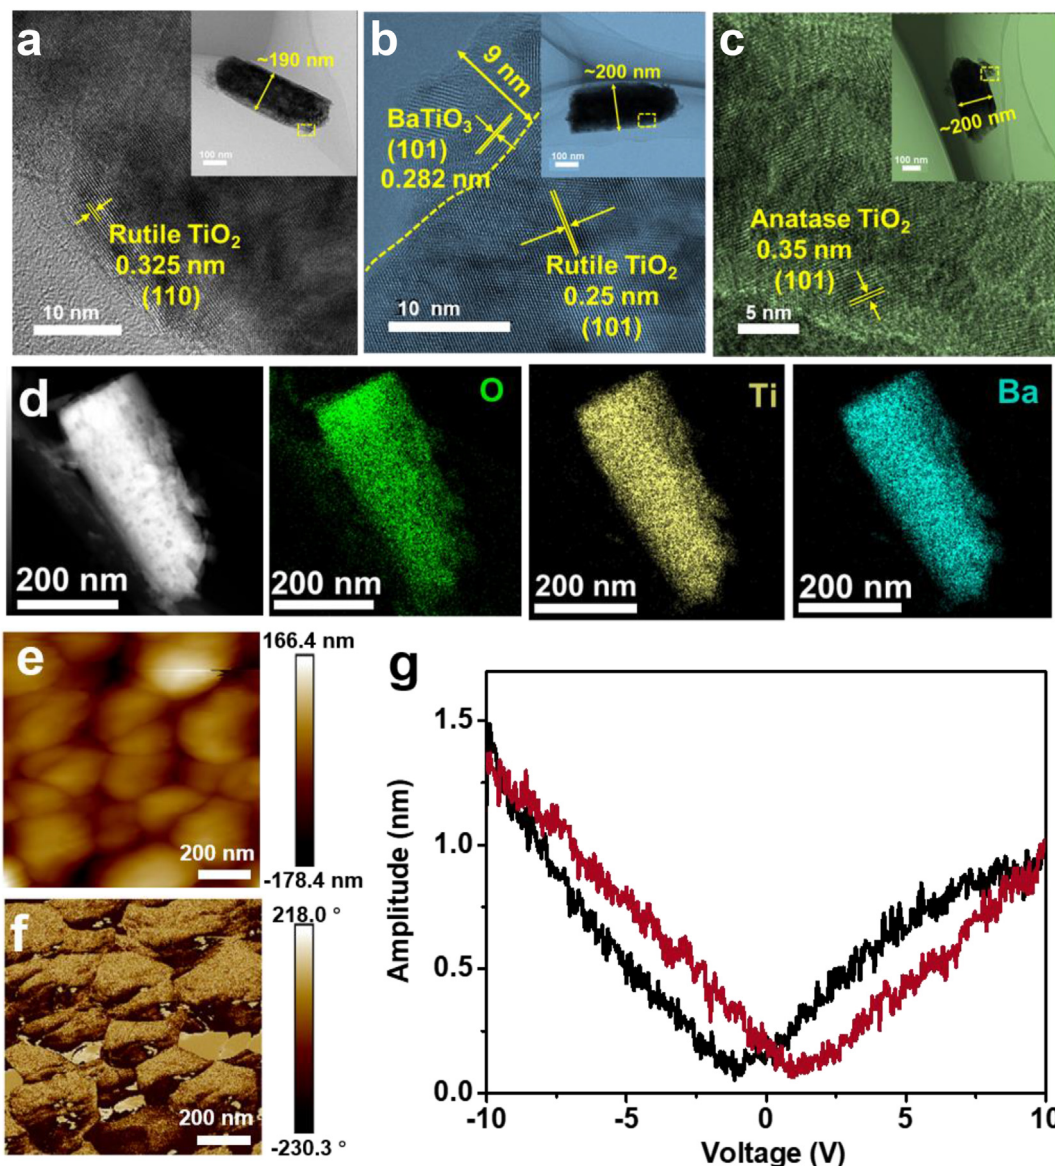 a
~190 nm
100 nm
Rutile TiO₂
0.325 nm
(110)
10 nm
b
9 nm
BaTiO₃
(101)
0.282 nm
~200 nm
100 nm
Rutile TiO₂
0.25 nm
(101)
10 nm
c
~200 nm
100 nm
Anatase TiO₂
0.35 nm
(101)
5 nm
d
200 nm
O
200 nm
Ti
200 nm
Ba
200 nm
e
200 nm
166.4 nm
-178.4 nm
f
200 nm
218.0 °
-230.3 °
g
Amplitude (nm)
1.5
1.0
0.5
0.0
-10
-5
0
5
10
Voltage (V)